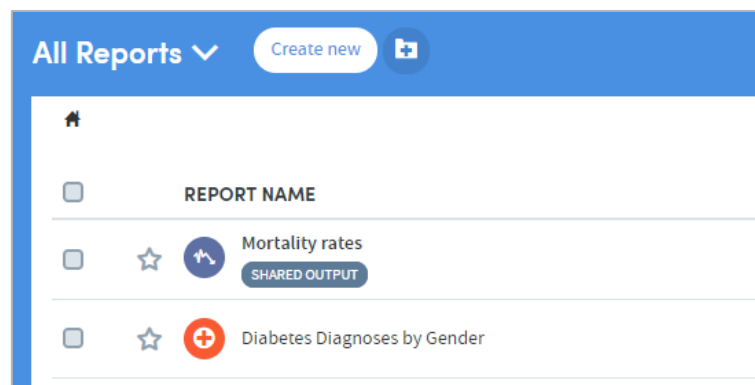 All Reports
Create new
REPORT NAME
Mortality rates
SHARED OUTPUT
Diabetes Diagnoses by Gender